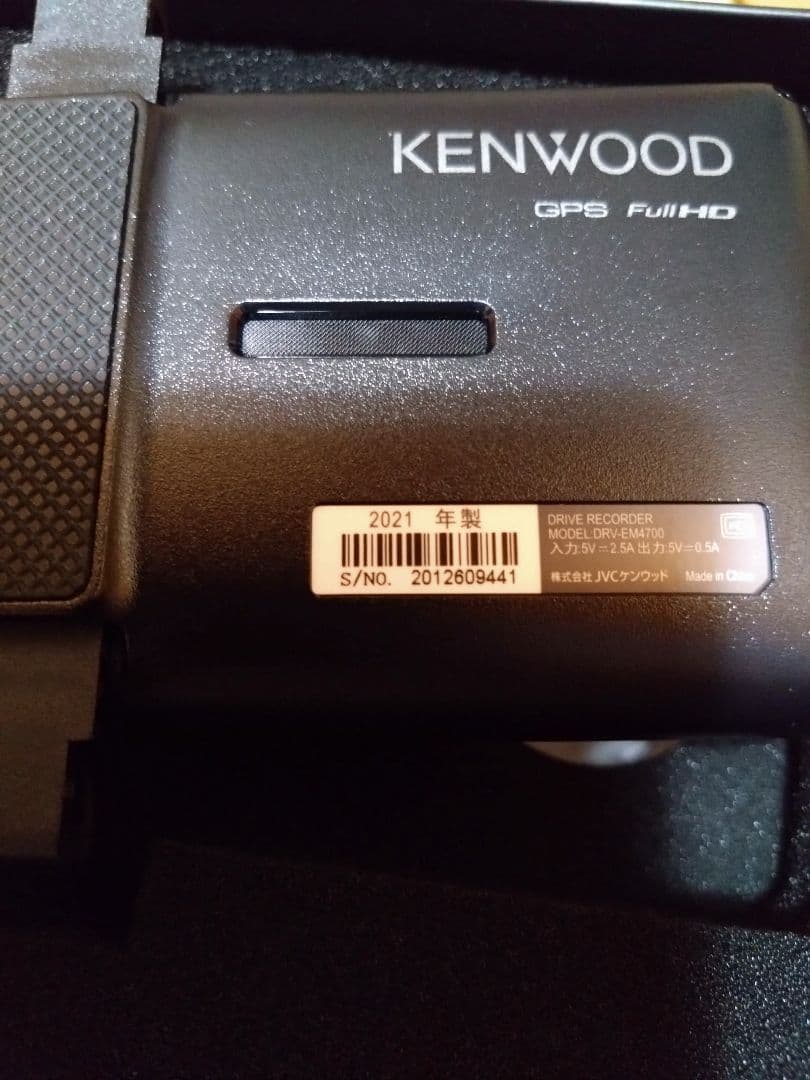 KENWOOD
GPS FullHD
2021 年製
S/NO. 2012609441
DRIVE RECORDER
MODEL:DRV-EM4700
入力:5V⎓2.5A 出力:5V⎓0.5A
株式会社 JVCケンウッド Made in China